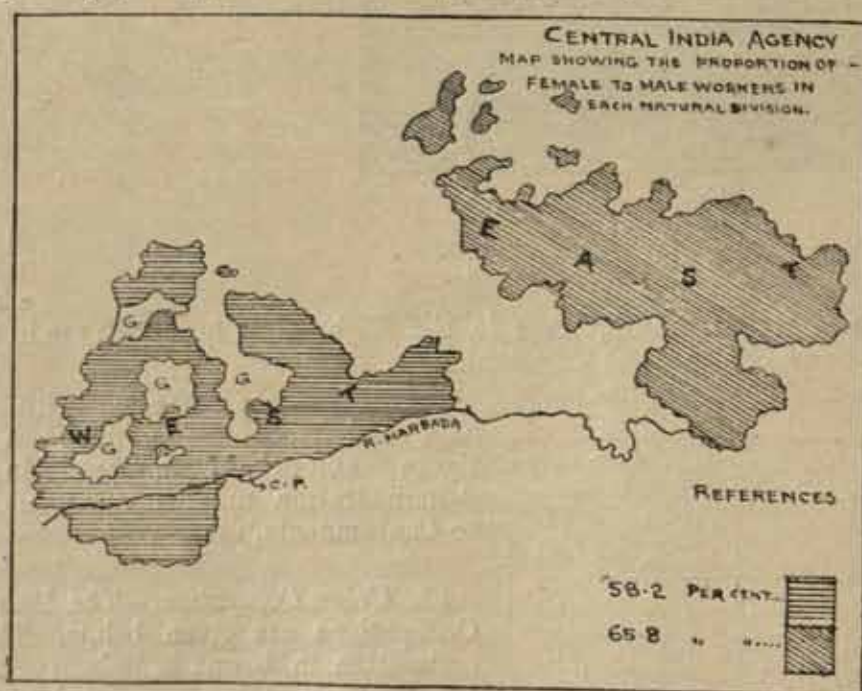 CENTRAL INDIA AGENCY
MAP SHOWING THE PROPORTION OF -
FEMALE TO MALE WORKERS IN
EACH NATURAL DIVISION.
E A S T
G
G
G
W E S T
G
R. NARBADA
C.P.
REFERENCES
58.2 PER CENT...
65.8 " " ....